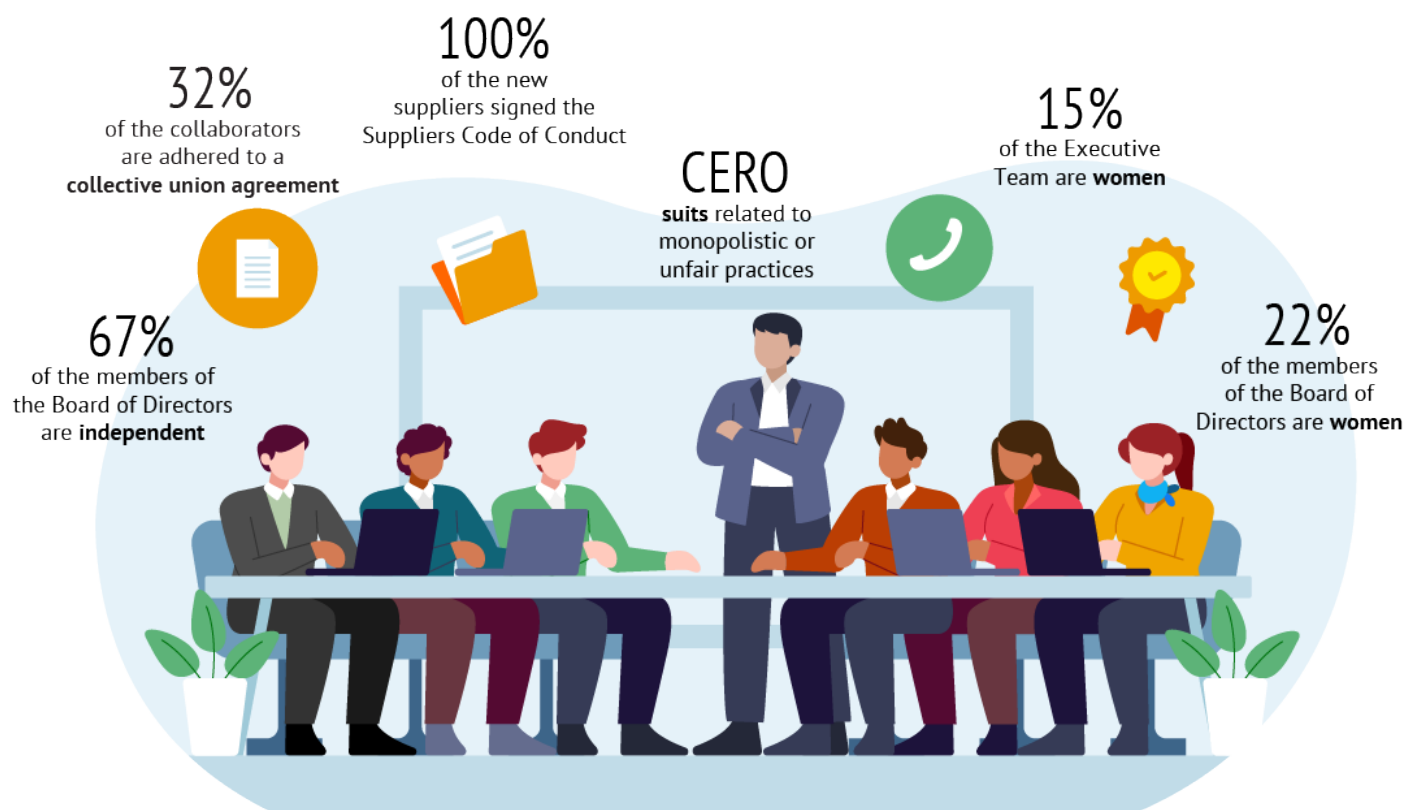 100%
of the new
suppliers signed the
Suppliers Code of Conduct
32%
of the collaborators
are adhered to a
collective union agreement
15%
of the Executive
Team are women
CERO
suits related to
monopolistic or
unfair practices
67%
of the members of
the Board of Directors
are independent
22%
of the members
of the Board of
Directors are women